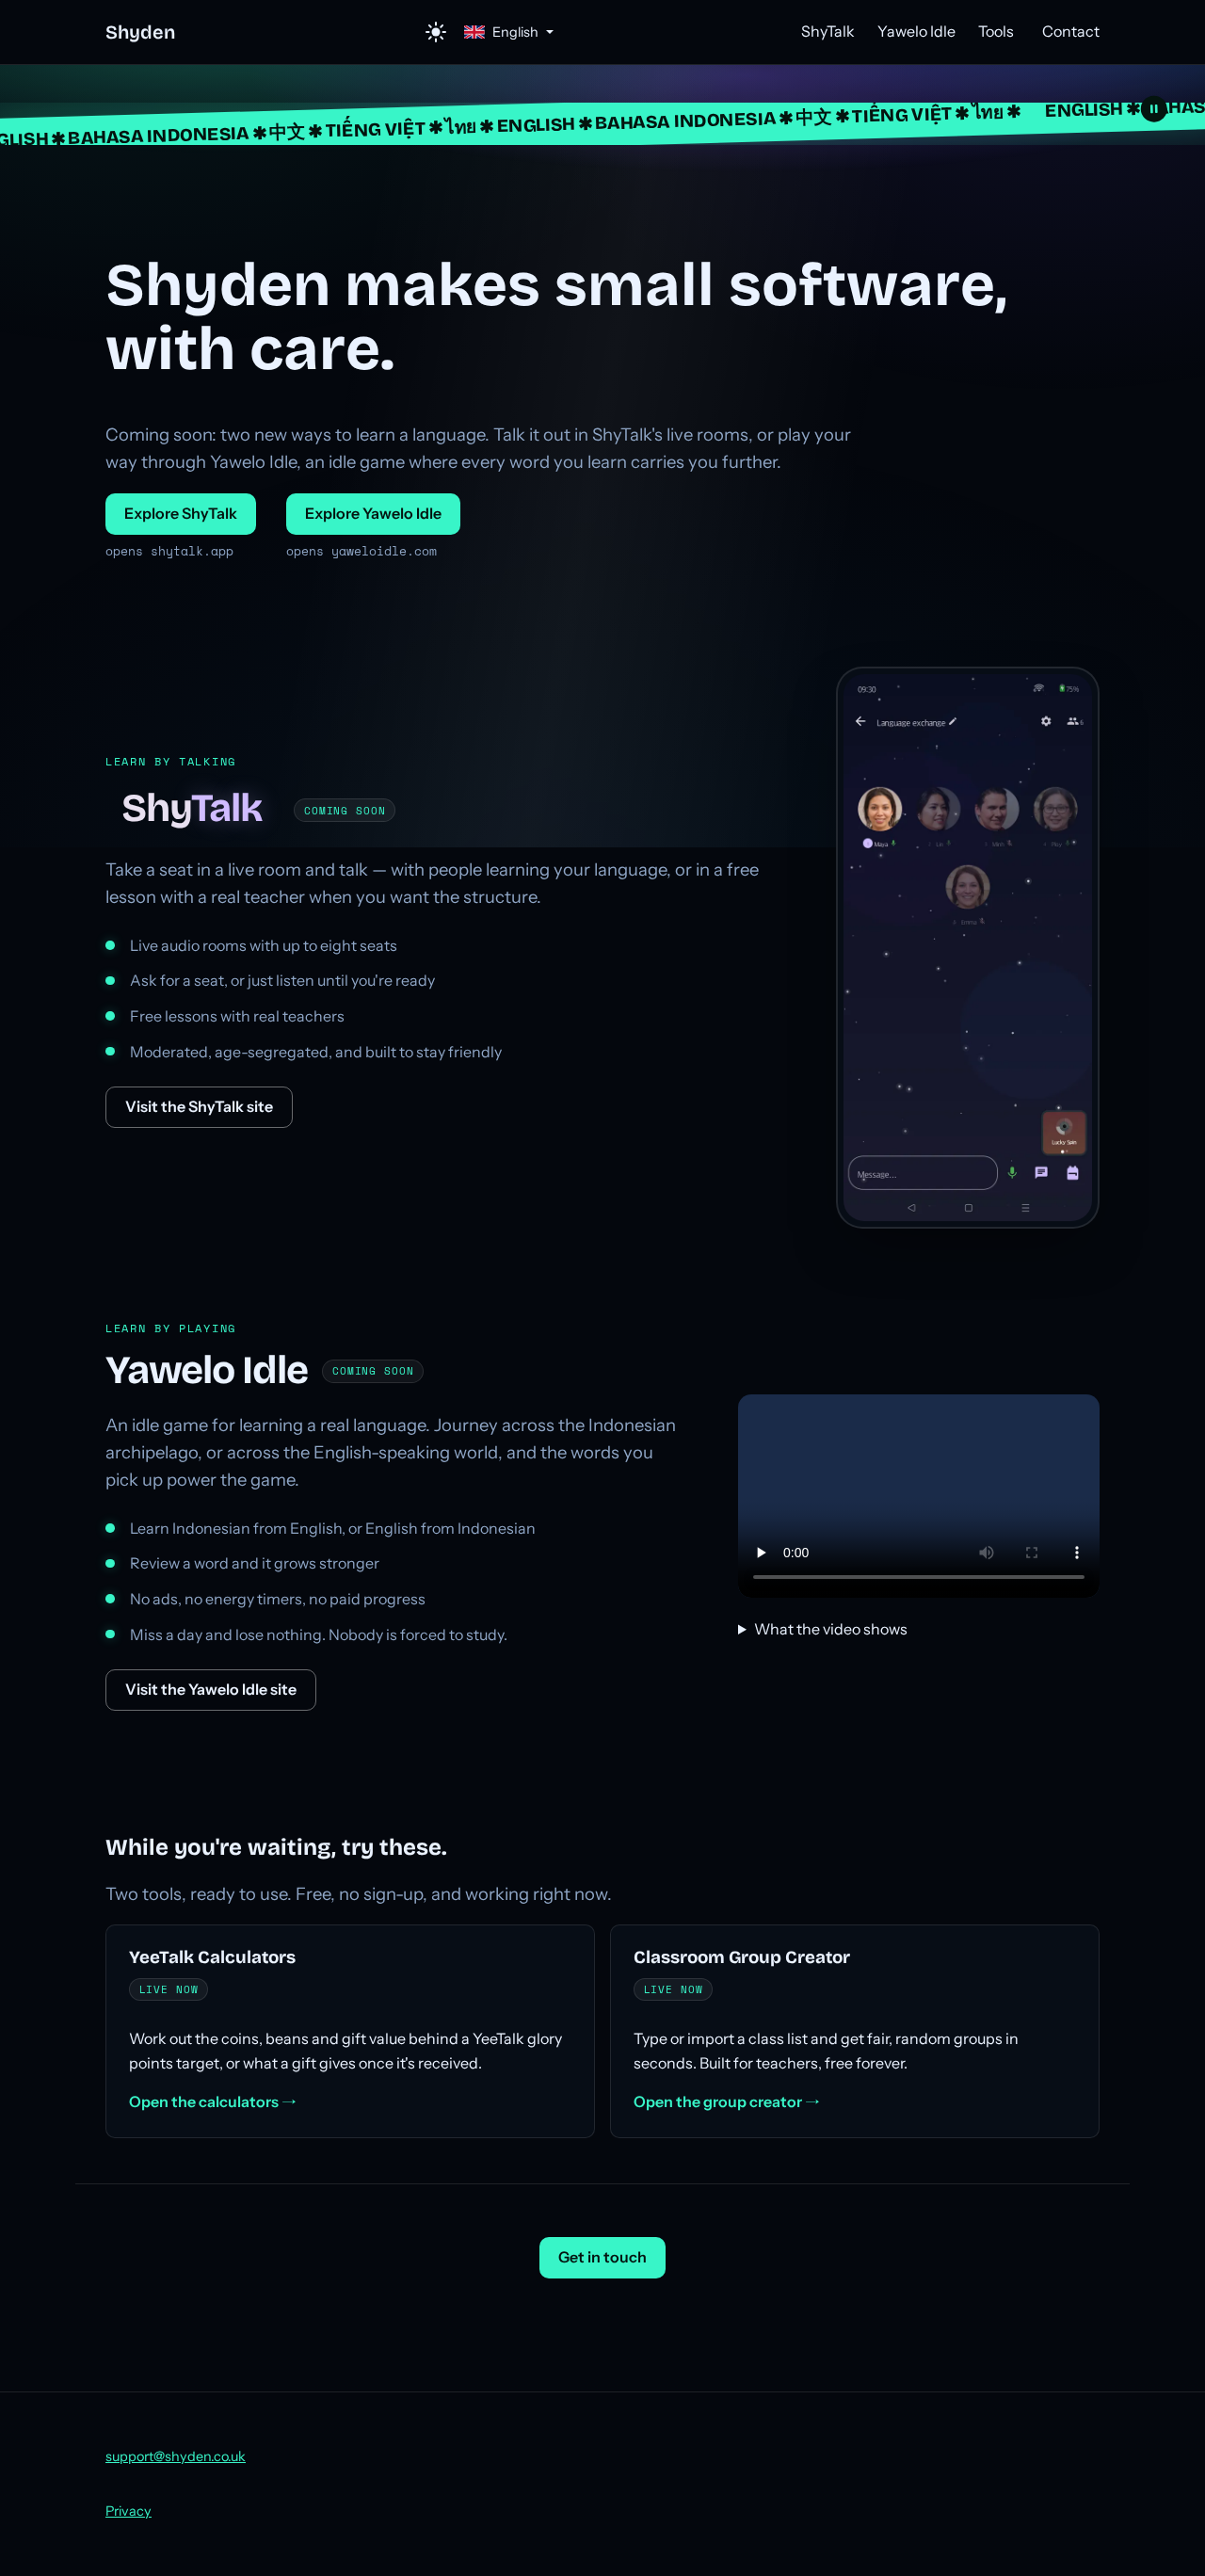 Shyden
English
ShyTalk
Yawelo Idle
Tools
Contact
GLISH ✱ BAHASA INDONESIA ✱ 中文 ✱ TIẾNG VIỆT ✱ ไทย ✱ ENGLISH ✱ BAHASA INDONESIA ✱ 中文 ✱ TIẾNG VIỆT ✱ ไทย ✱ ENGLISH ✱ AHAS
Shyden makes small software,
with care.
Coming soon: two new ways to learn a language. Talk it out in ShyTalk's live rooms, or play your
way through Yawelo Idle, an idle game where every word you learn carries you further.
Explore ShyTalk
Explore Yawelo Idle
opens shytalk.app
opens yaweloidle.com
09:30
75%
Language exchange
Maya
Emma
Lucky Spin
Message...
LEARN BY TALKING
ShyTalk
COMING SOON
Take a seat in a live room and talk — with people learning your language, or in a free
lesson with a real teacher when you want the structure.
Live audio rooms with up to eight seats
Ask for a seat, or just listen until you're ready
Free lessons with real teachers
Moderated, age-segregated, and built to stay friendly
Visit the ShyTalk site
LEARN BY PLAYING
Yawelo Idle
COMING SOON
An idle game for learning a real language. Journey across the Indonesian
archipelago, or across the English-speaking world, and the words you
pick up power the game.
Learn Indonesian from English, or English from Indonesian
Review a word and it grows stronger
No ads, no energy timers, no paid progress
Miss a day and lose nothing. Nobody is forced to study.
Visit the Yawelo Idle site
0:00
What the video shows
While you're waiting, try these.
Two tools, ready to use. Free, no sign-up, and working right now.
YeeTalk Calculators
LIVE NOW
Work out the coins, beans and gift value behind a YeeTalk glory
points target, or what a gift gives once it's received.
Open the calculators →
Classroom Group Creator
LIVE NOW
Type or import a class list and get fair, random groups in
seconds. Built for teachers, free forever.
Open the group creator →
Get in touch
support@shyden.co.uk
Privacy